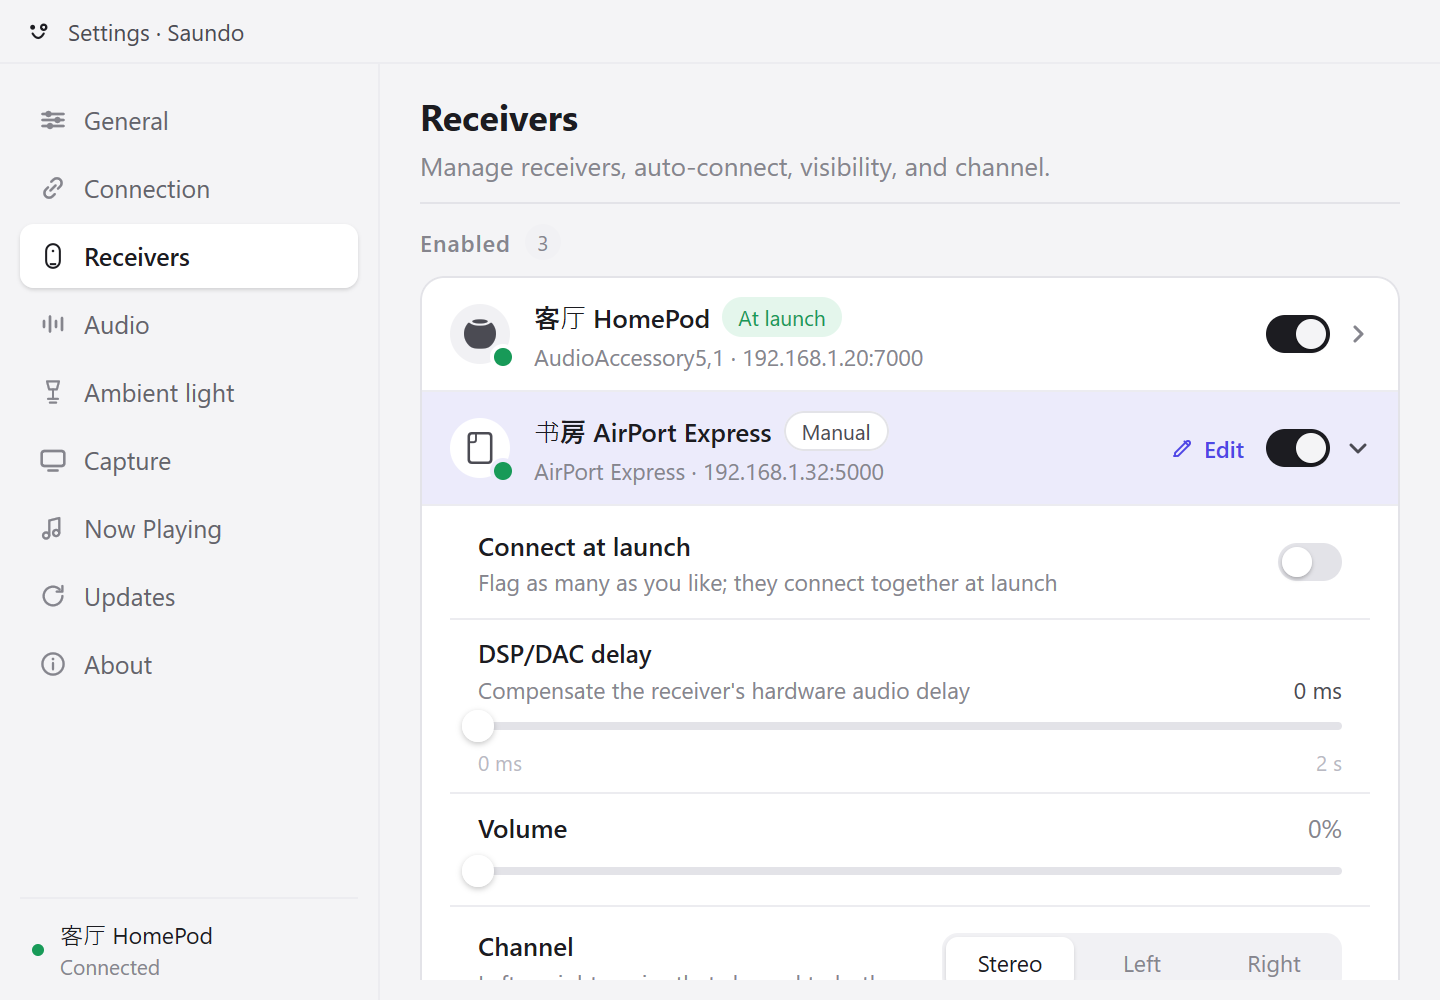 Settings · Saundo
General
Connection
Receivers
Audio
Ambient light
Capture
Now Playing
Updates
About
客厅 HomePod
Connected
Receivers
Manage receivers, auto-connect, visibility, and channel.
Enabled 3
客厅 HomePod At launch
AudioAccessory5,1 · 192.168.1.20:7000
书房 AirPort Express Manual
AirPort Express · 192.168.1.32:5000
Edit
Connect at launch
Flag as many as you like; they connect together at launch
DSP/DAC delay
Compensate the receiver's hardware audio delay 0 ms
0 ms 2 s
Volume 0%
Channel
Stereo Left Right